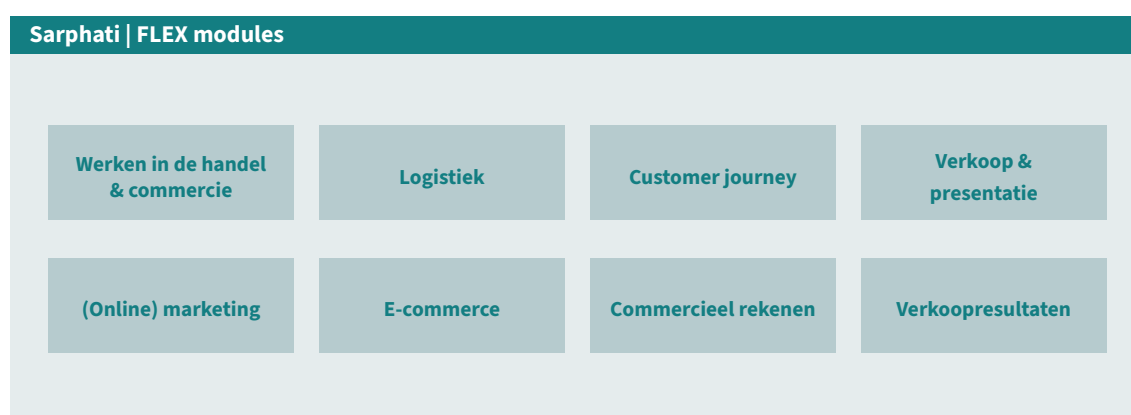 Sarphati | FLEX modules
Werken in de handel
& commercie
Logistiek
Customer journey
Verkoop &
presentatie
(Online) marketing
E-commerce
Commercieel rekenen
Verkoopresultaten